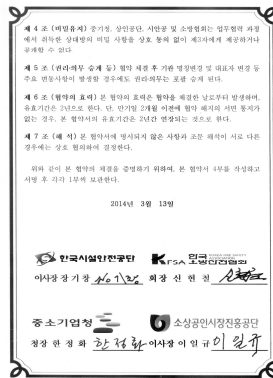 제 4 조 (비밀유지) 중기청, 상인공단, 시안공 및 소방협회는 업무협력 과정
에서 취득한 상대방의 비밀 사항을 상호 동의 없이 제3자에게 제공하거나
공개할 수 없다.
제 5 조 (권리·의무 승계 등) 협약 체결 후 기관 명칭변경 및 대표자 변경 등
주요 변동사항이 발생할 경우에도 권리·의무는 포괄 승계 된다.
제 6 조 (협약의 효력) 본 협약의 효력은 협약을 체결한 날로부터 발생하며,
유효기간은 2년으로 한다. 단, 만기일 2개월 이전에 협약 해지의 서면 통지가
없는 경우, 본 협약서의 유효기간은 2년간 연장되는 것으로 한다.
제 7 조 (해 석) 본 협약서에 명시되지 않은 사항과 조문 해석이 서로 다른
경우에는 상호 협의하여 결정한다.
위와 같이 본 협약의 체결을 증명하기 위하여, 본 협약서 4부를 작성하고
서명 후 각각 1부씩 보관한다.
2014년 3월 13일
한국시설안전공단 KFSA 한국소방안전협회
이사장 장기창 회장 신현철
중소기업청 소상공인시장진흥공단
청장 한정화 한정화 이사장 이일규 이일규